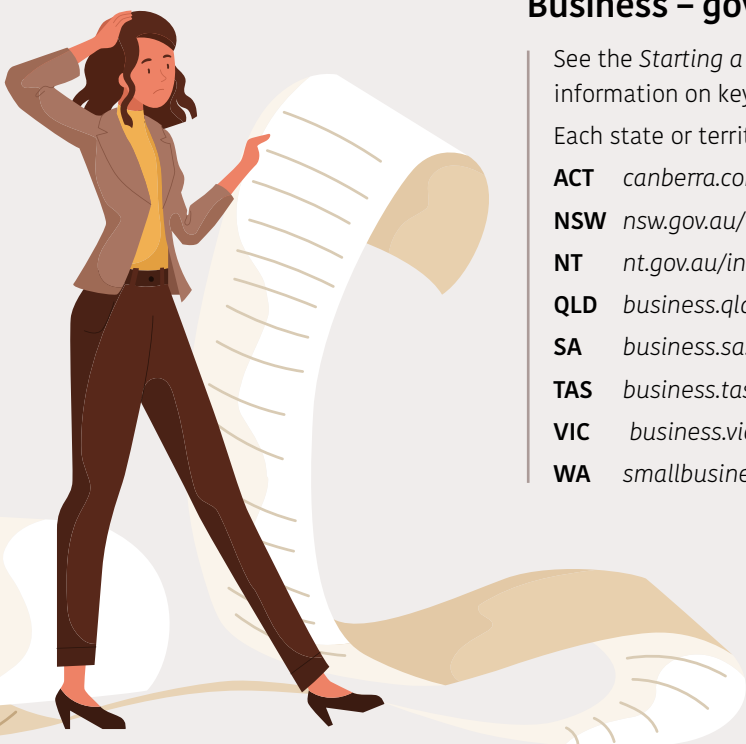 Business – gov
See the Starting a
information on key
Each state or territ
ACT canberra.co
NSW nsw.gov.au/
NT nt.gov.au/in
QLD business.qld
SA business.sa.
TAS business.tas
VIC business.vic
WA smallbusine